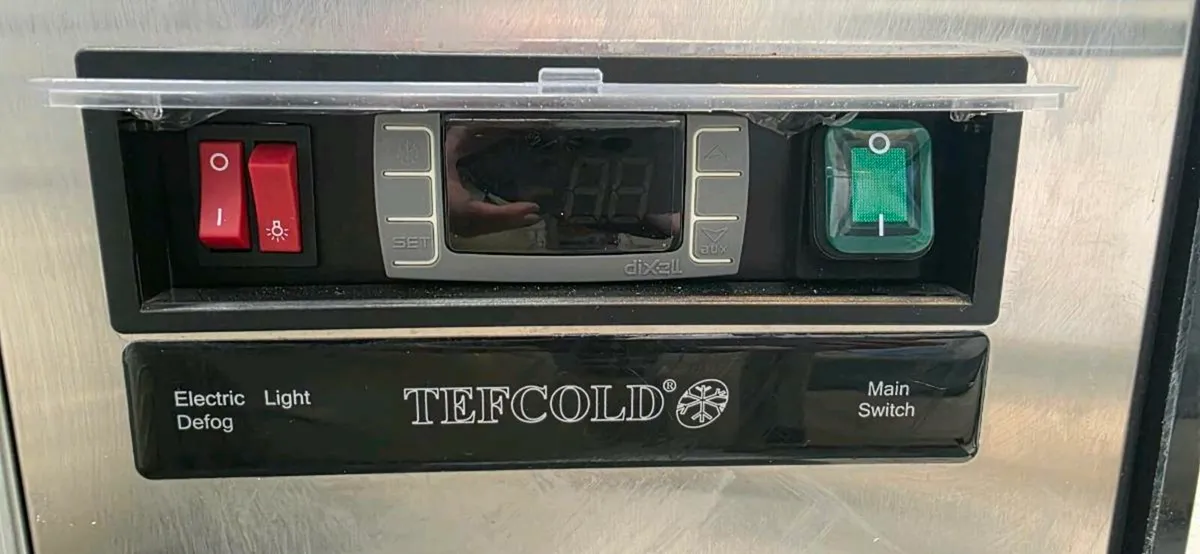 SET
aux
dixell
Electric Light
Defog
TEFCOLD®
Main
Switch